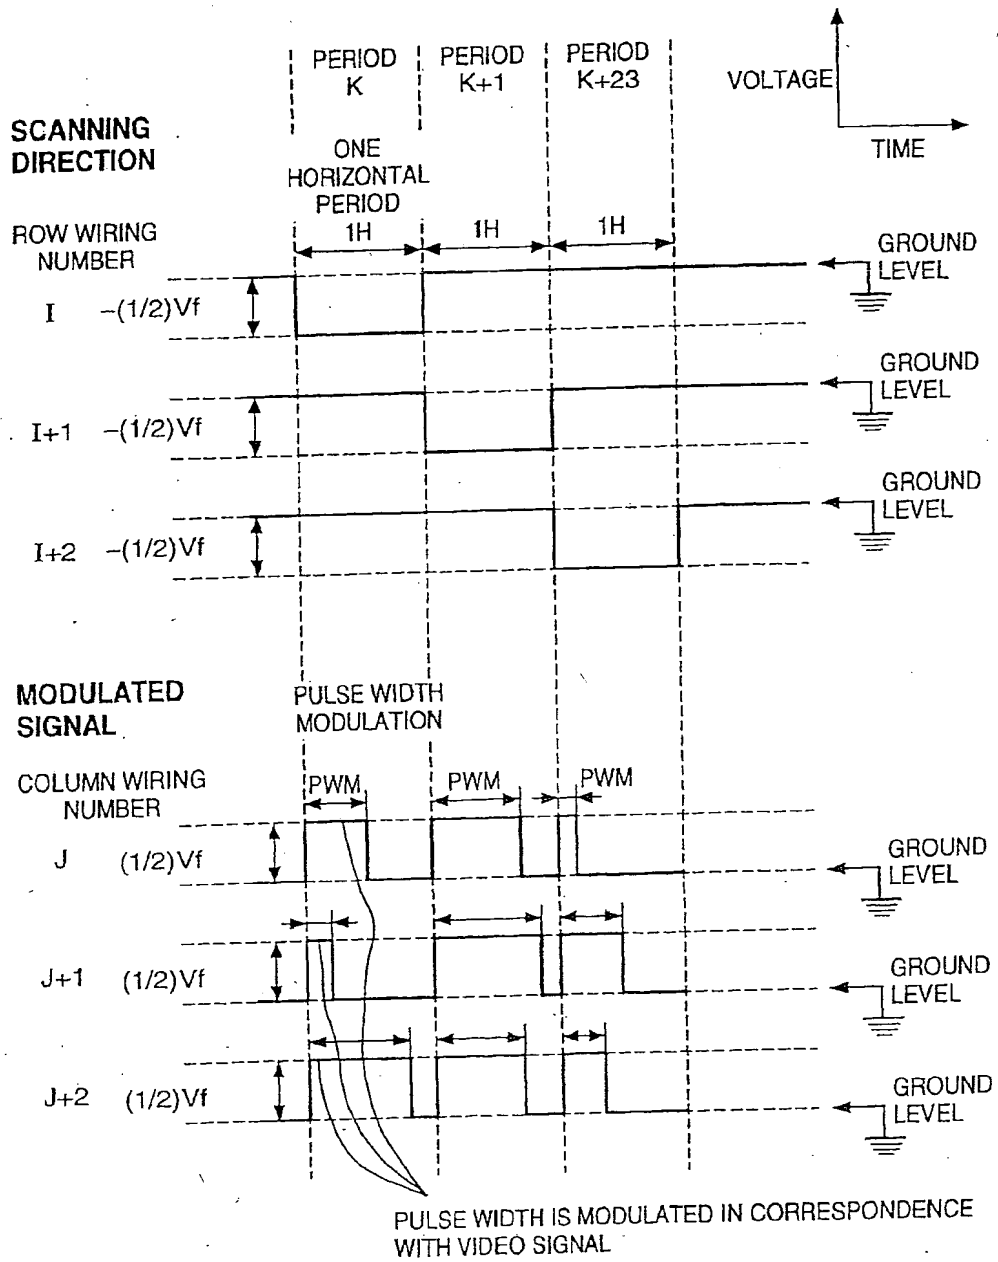 PERIOD K
PERIOD K+1
PERIOD K+23
VOLTAGE
TIME
SCANNING
DIRECTION
ONE
HORIZONTAL
PERIOD
1H
1H
1H
ROW WIRING
NUMBER
GROUND
LEVEL
I
-(1/2)Vf
GROUND
LEVEL
I+1
-(1/2)Vf
GROUND
LEVEL
I+2
-(1/2)Vf
MODULATED
SIGNAL
PULSE WIDTH
MODULATION
COLUMN WIRING
NUMBER
PWM
PWM
PWM
J
(1/2)Vf
GROUND
LEVEL
J+1
(1/2)Vf
GROUND
LEVEL
J+2
(1/2)Vf
GROUND
LEVEL
PULSE WIDTH IS MODULATED IN CORRESPONDENCE
WITH VIDEO SIGNAL